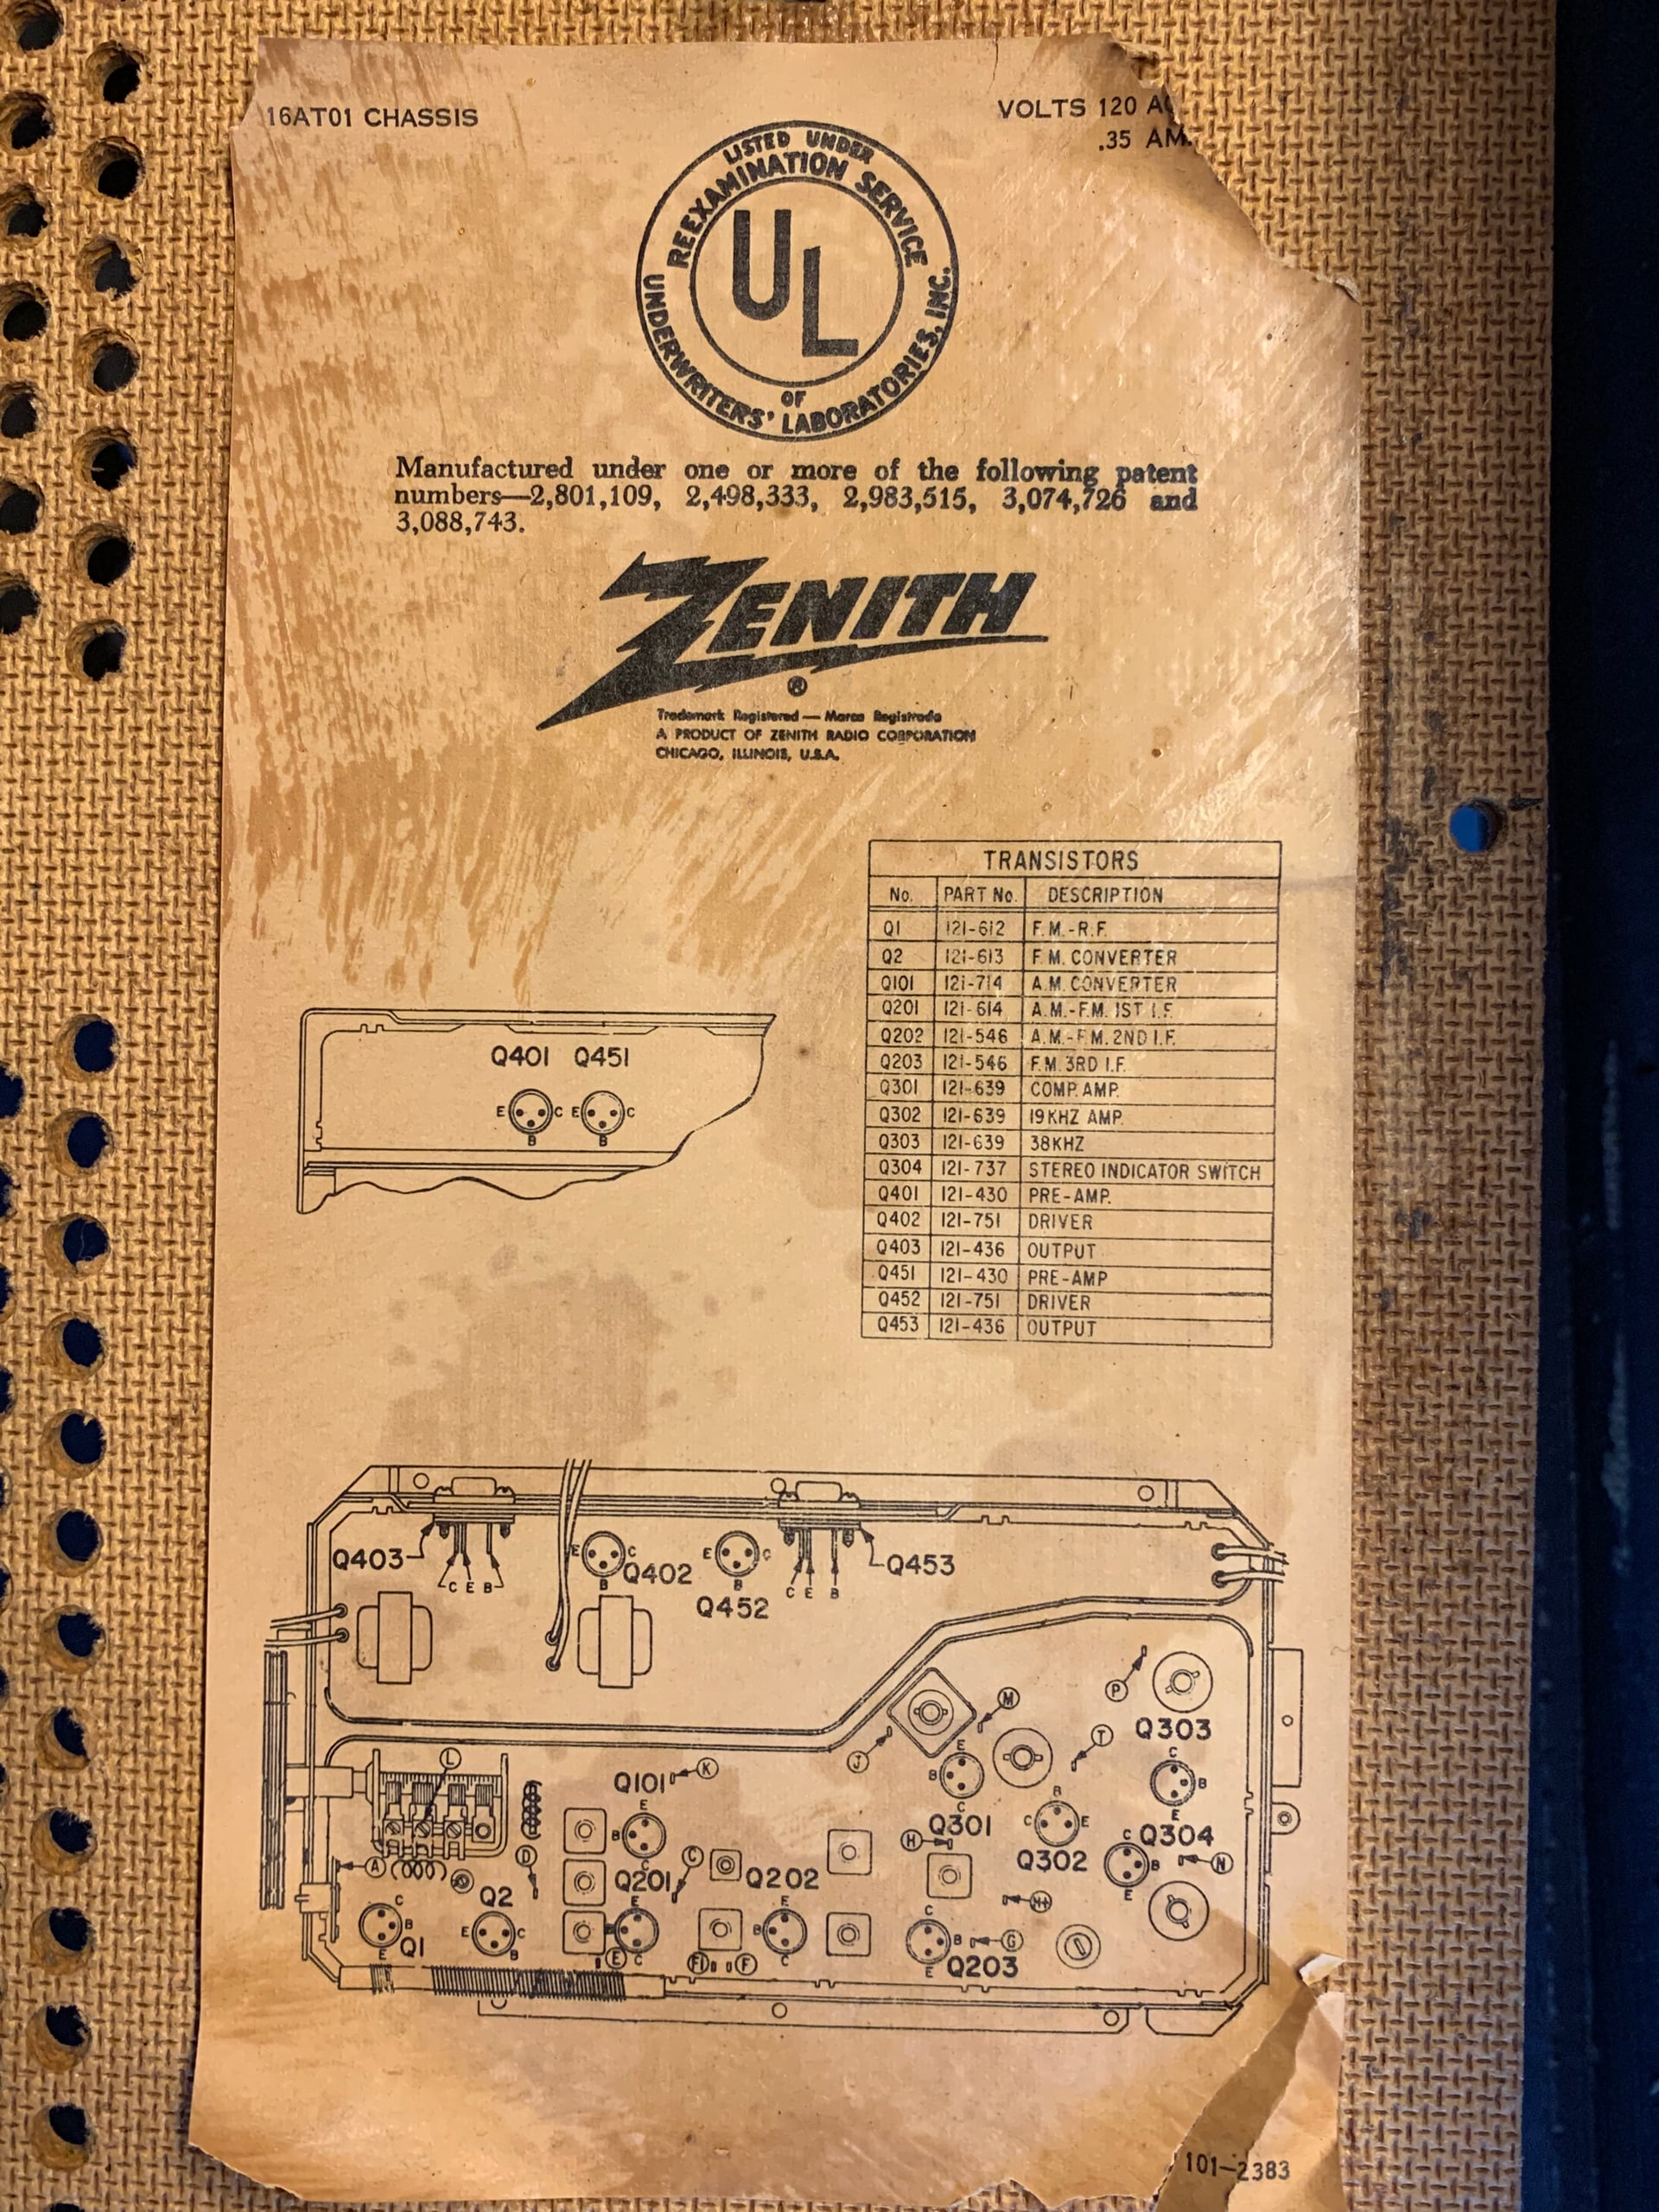 16AT01 CHASSIS
VOLTS 120
.35
LISTED UNDER
REEXAMINATION SERVICE
UL
OF
UNDERWRITERS' LABORATORIES, INC.
Manufactured under one or more of the following patent
numbers—2,801,109, 2,498,333, 2,983,515, 3,074,726 and
3,088,743.
ZENITH
®
Trademark Registered — Marca Registrada
A PRODUCT OF ZENITH RADIO CORPORATION
CHICAGO, ILLINOIS, U.S.A.
TRANSISTORS
No. PART No. DESCRIPTION
Q1 121-612 F.M.-R.F.
Q2 121-613 F.M. CONVERTER
Q101 121-714 A.M. CONVERTER
Q201 121-614 A.M.-F.M. 1ST I.F.
Q202 121-546 A.M.-F.M. 2ND I.F.
Q203 121-546 F.M. 3RD I.F.
Q301 121-639 COMP. AMP.
Q302 121-639 19KHZ AMP.
Q303 121-639 38KHZ
Q304 121-737 STEREO INDICATOR SWITCH
Q401 121-430 PRE-AMP.
Q402 121-751 DRIVER
Q403 121-436 OUTPUT
Q451 121-430 PRE-AMP
Q452 121-751 DRIVER
Q453 121-436 OUTPUT
Q401 Q451
E C E C
B B
Q403
C E B
E C
B
Q402
E C
B
Q452
Q453
C E B
P
Q303
M
J
T
L
Q101
K
E
B
C
E
B
C
Q301
C
B
E
B
C E
Q302
H
Q304
C
B
E
N
A
D
C
Q201
Q202
Q2
H+
C
B
E
Q1
E C
B
E
B
C
E
E
B
C
F1 F
C
B
E
G
Q203
101-2383